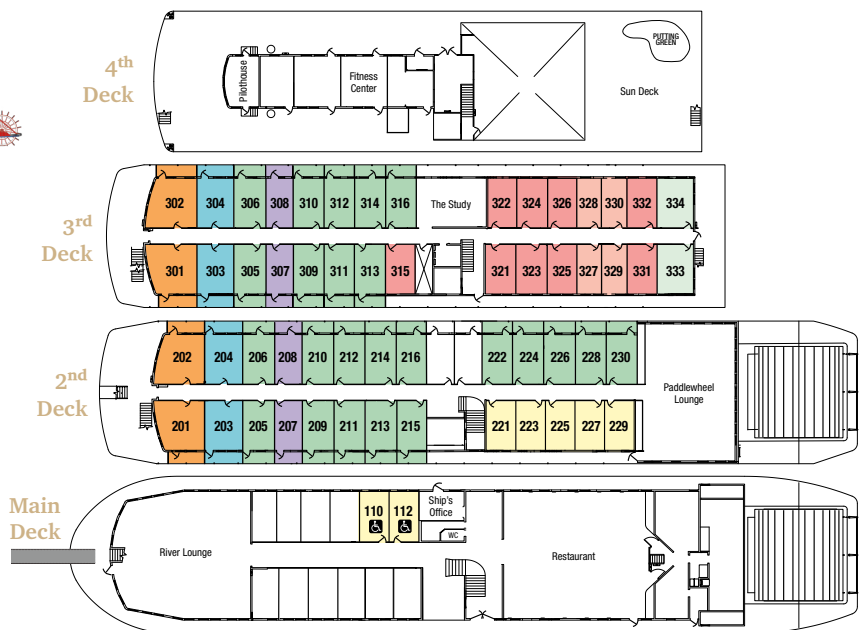 4th
Deck
Pilothouse
Fitness
Center
Sun Deck
PUTTING
GREEN
3rd
Deck
302 304 306 308 310 312 314 316 The Study 322 324 326 328 330 332 334
301 303 305 307 309 311 313 315 321 323 325 327 329 331 333
2nd
Deck
202 204 206 208 210 212 214 216 222 224 226 228 230
Paddlewheel
Lounge
201 203 205 207 209 211 213 215 221 223 225 227 229
Main
Deck
River Lounge
110 112
Ship's
Office
WC
Restaurant